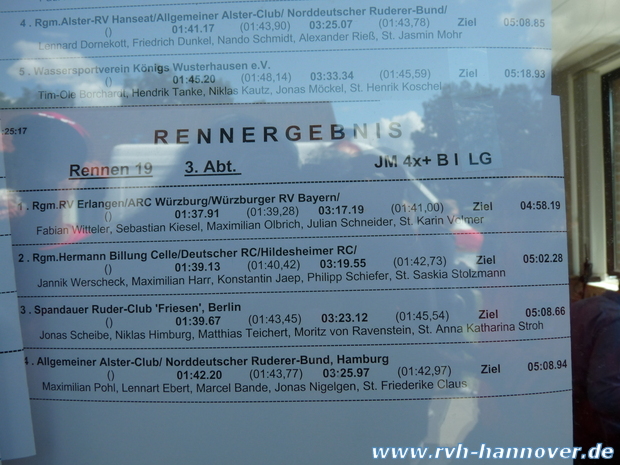 4 . Rgm.Alster-RV Hanseat/Allgemeiner Alster-Club/ Norddeutscher Ruderer-Bund/
() 01:41.17 (01:43,90) 03:25.07 (01:43,78) Ziel 05:08.85
Lennard Dornekott, Friedrich Dunkel, Nando Schmidt, Alexander Rieß, St. Jasmin Mohr
5 . Wassersportverein Königs Wusterhausen e.V.
() 01:45.20 (01:48,14) 03:33.34 (01:45,59) Ziel 05:18.93
Tim-Ole Borchardt, Hendrik Tanke, Niklas Kautz, Jonas Möckel, St. Henrik Koschel
:25:17
RENNERGEBNIS
Rennen 19 3. Abt. JM 4x+ B I LG
1 . Rgm.RV Erlangen/ARC Würzburg/Würzburger RV Bayern/
() 01:37.91 (01:39,28) 03:17.19 (01:41,00) Ziel 04:58.19
Fabian Witteler, Sebastian Kiesel, Maximilian Olbrich, Julian Schneider, St. Karin Volmer
2 . Rgm.Hermann Billung Celle/Deutscher RC/Hildesheimer RC/
() 01:39.13 (01:40,42) 03:19.55 (01:42,73) Ziel 05:02.28
Jannik Werscheck, Maximilian Harr, Konstantin Jaep, Philipp Schiefer, St. Saskia Stolzmann
3 . Spandauer Ruder-Club 'Friesen', Berlin
() 01:39.67 (01:43,45) 03:23.12 (01:45,54) Ziel 05:08.66
Jonas Scheibe, Niklas Himburg, Matthias Teichert, Moritz von Ravenstein, St. Anna Katharina Stroh
4 . Allgemeiner Alster-Club/ Norddeutscher Ruderer-Bund, Hamburg
() 01:42.20 (01:43,77) 03:25.97 (01:42,97) Ziel 05:08.94
Maximilian Pohl, Lennart Ebert, Marcel Bande, Jonas Nigelgen, St. Friederike Claus
www.rvh-hannover.de